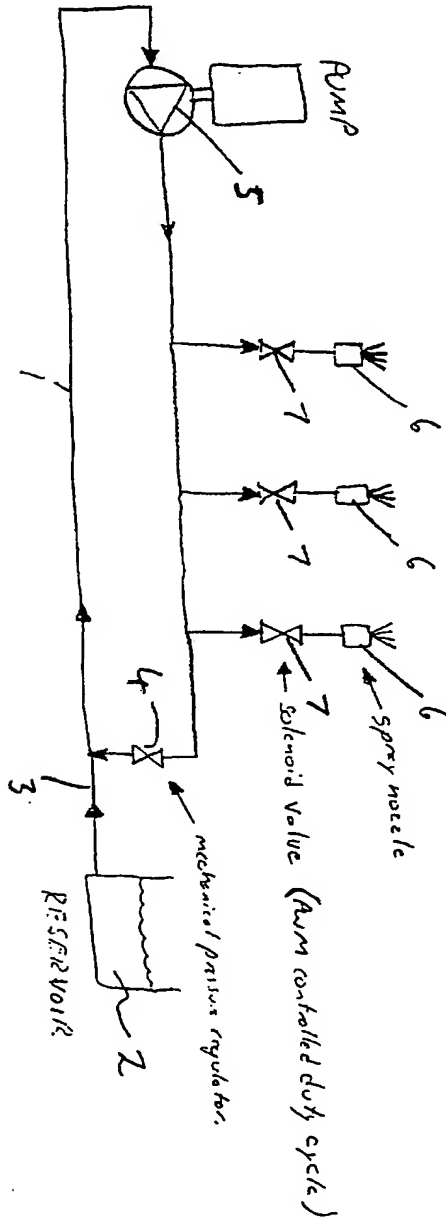 PUMP
5
6
6
6
7
7
7
spray nozzle
solenoid valve (PWM controlled duty cycle)
4
mechanical pressure regulator.
1
3
2
RESERVOIR